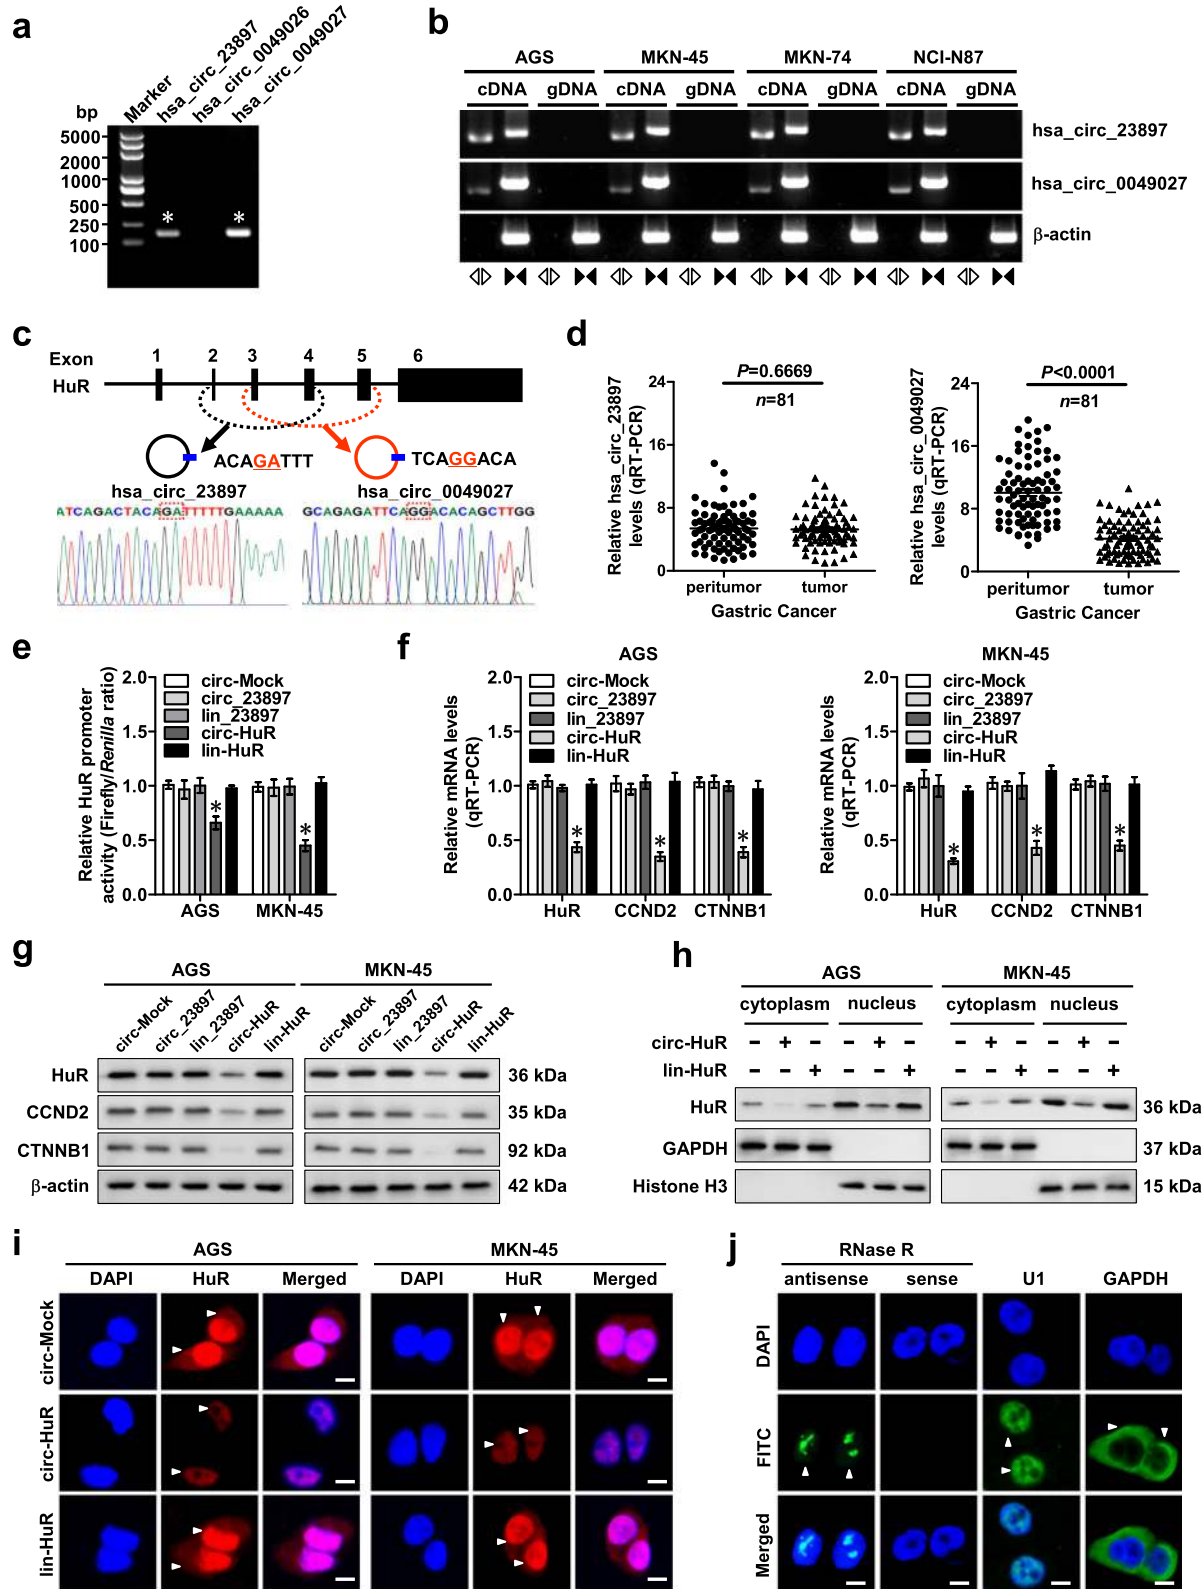 a
bp
Marker
hsa_circ_23897
hsa_circ_0049026
hsa_circ_0049027
5000
2000
1000
500
250
100
* *
b
AGS MKN-45 MKN-74 NCI-N87
cDNA gDNA cDNA gDNA cDNA gDNA cDNA gDNA
hsa_circ_23897
hsa_circ_0049027
β-actin
c
Exon 1 2 3 4 5 6
HuR
ACAGATTT
TCAGGACA
hsa_circ_23897
hsa_circ_0049027
ATCAGACTACAGATTTTTGAAAAA
GCAGAGATTCAGGACACAGCTTGG
d
Relative hsa_circ_23897
levels (qRT-PCR)
24
16
8
0
P=0.6669
n=81
peritumor tumor
Gastric Cancer
Relative hsa_circ_0049027
levels (qRT-PCR)
24
16
8
0
P<0.0001
n=81
peritumor tumor
Gastric Cancer
e
Relative HuR promoter
activity (Firefly/Renilla ratio)
2.0
1.5
1.0
0.5
0.0
circ-Mock
circ_23897
lin_23897
circ-HuR
lin-HuR
* *
AGS MKN-45
f
AGS
Relative mRNA levels
(qRT-PCR)
2.0
1.5
1.0
0.5
0.0
circ-Mock
circ_23897
lin_23897
circ-HuR
lin-HuR
* * *
HuR CCND2 CTNNB1
MKN-45
Relative mRNA levels
(qRT-PCR)
2.0
1.5
1.0
0.5
0.0
circ-Mock
circ_23897
lin_23897
circ-HuR
lin-HuR
* * *
HuR CCND2 CTNNB1
g
AGS MKN-45
circ-Mock circ_23897 lin_23897 circ-HuR lin-HuR circ-Mock circ_23897 lin_23897 circ-HuR lin-HuR
HuR 36 kDa
CCND2 35 kDa
CTNNB1 92 kDa
β-actin 42 kDa
h
AGS MKN-45
cytoplasm nucleus cytoplasm nucleus
circ-HuR − + − − + − − + − − + −
lin-HuR − − + − − + − − + − − +
HuR 36 kDa
GAPDH 37 kDa
Histone H3 15 kDa
i
AGS MKN-45
DAPI HuR Merged DAPI HuR Merged
circ-Mock
circ-HuR
lin-HuR
j
RNase R
antisense sense U1 GAPDH
DAPI
FITC
Merged